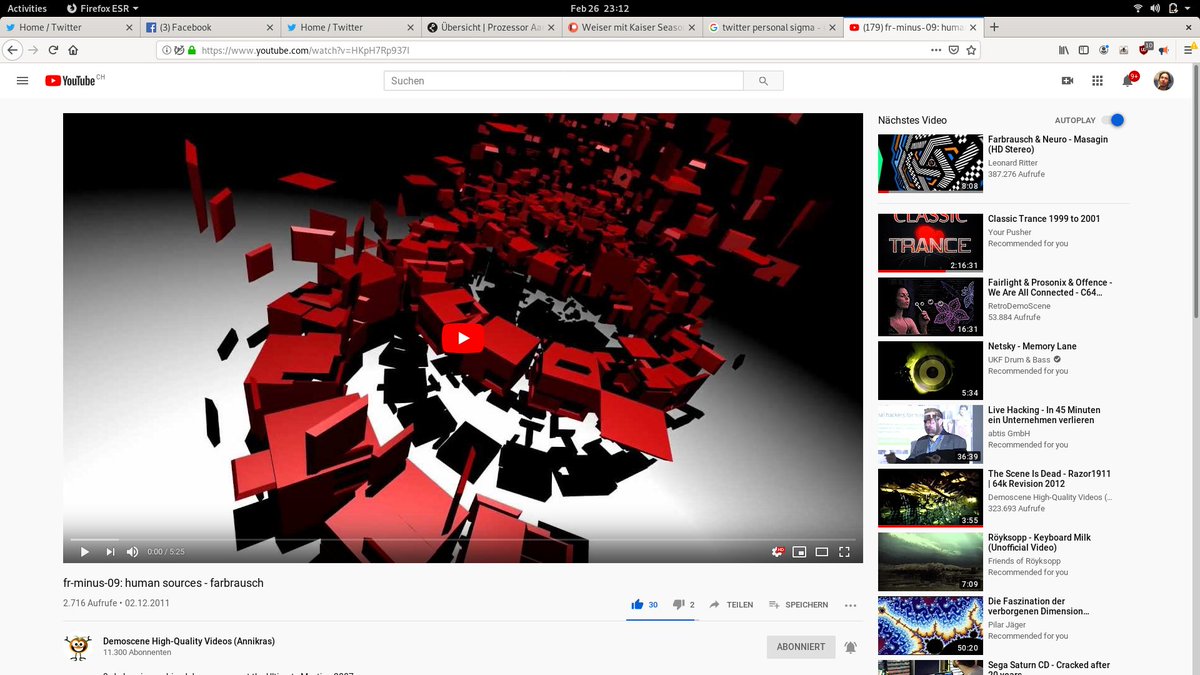 Activities Firefox ESR Feb 26 23:12
Home / Twitter (3) Facebook Home / Twitter Übersicht | Prozessor Aa Weiser mit Kaiser Seaso twitter personal sigma - (179) fr-minus-09: huma
https://www.youtube.com/watch?v=HKpH7Rp937I
YouTube CH Suchen 9+
Nächstes Video AUTOPLAY
Farbrausch & Neuro - Masagin
(HD Stereo)
Leonard Ritter
387.276 Aufrufe
8:08
CLASSIC
TRANCE
2:16:31
Classic Trance 1999 to 2001
Your Pusher
Recommended for you
Fairlight & Prosonix & Offence -
We Are All Connected - C64...
RetroDemoScene
53.884 Aufrufe
16:31
Netsky - Memory Lane
UKF Drum & Bass
Recommended for you
5:34
Live Hacking - In 45 Minuten
ein Unternehmen verlieren
abtis GmbH
Recommended for you
36:39
The Scene Is Dead - Razor1911
| 64k Revision 2012
Demoscene High-Quality Videos (...
323.693 Aufrufe
3:55
Röyksopp - Keyboard Milk
(Unofficial Video)
Friends of Röyksopp
Recommended for you
7:09
Die Faszination der
verborgenen Dimension...
Pilar Jäger
Recommended for you
50:20
Sega Saturn CD - Cracked after
20 years
0:00 / 5:25 HD
fr-minus-09: human sources - farbrausch
2.716 Aufrufe • 02.12.2011
30 2 TEILEN SPEICHERN
Demoscene High-Quality Videos (Annikras)
11.300 Abonnenten
ABONNIERT